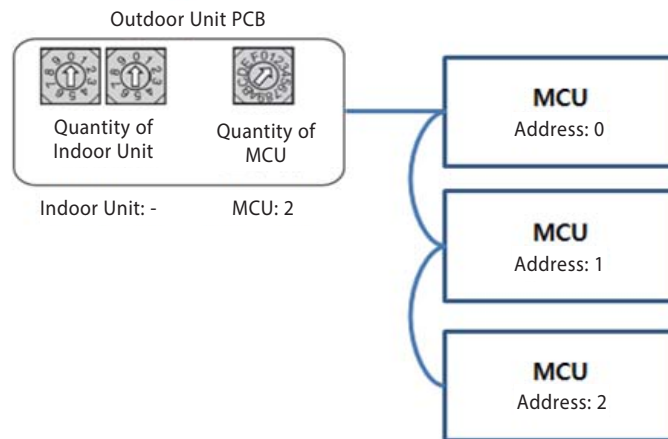 Outdoor Unit PCB
Quantity of
Indoor Unit
Quantity of
MCU
Indoor Unit: -
MCU: 2
MCU
Address: 0
MCU
Address: 1
MCU
Address: 2